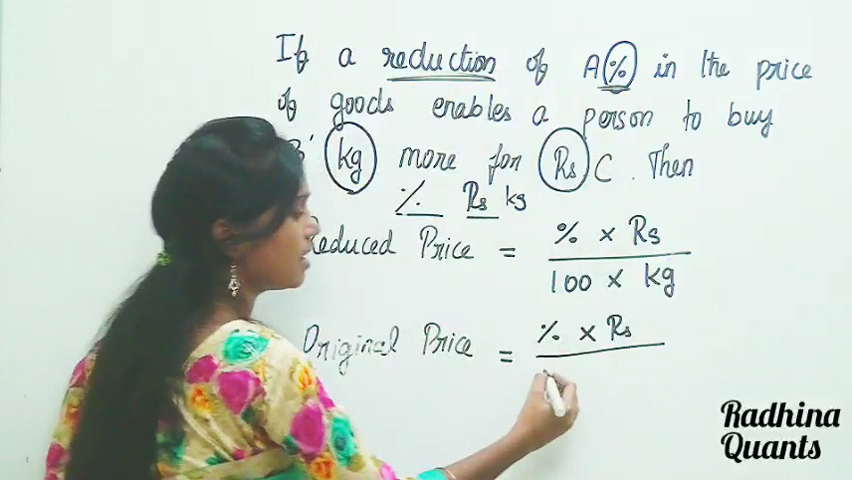 If a reduction of A% in the price
of goods enables a person to buy
B' kg more for Rs C. Then
% Rs kg
Reduced Price = % × Rs
100 × kg
Original Price = % × Rs
Radhina
Quants